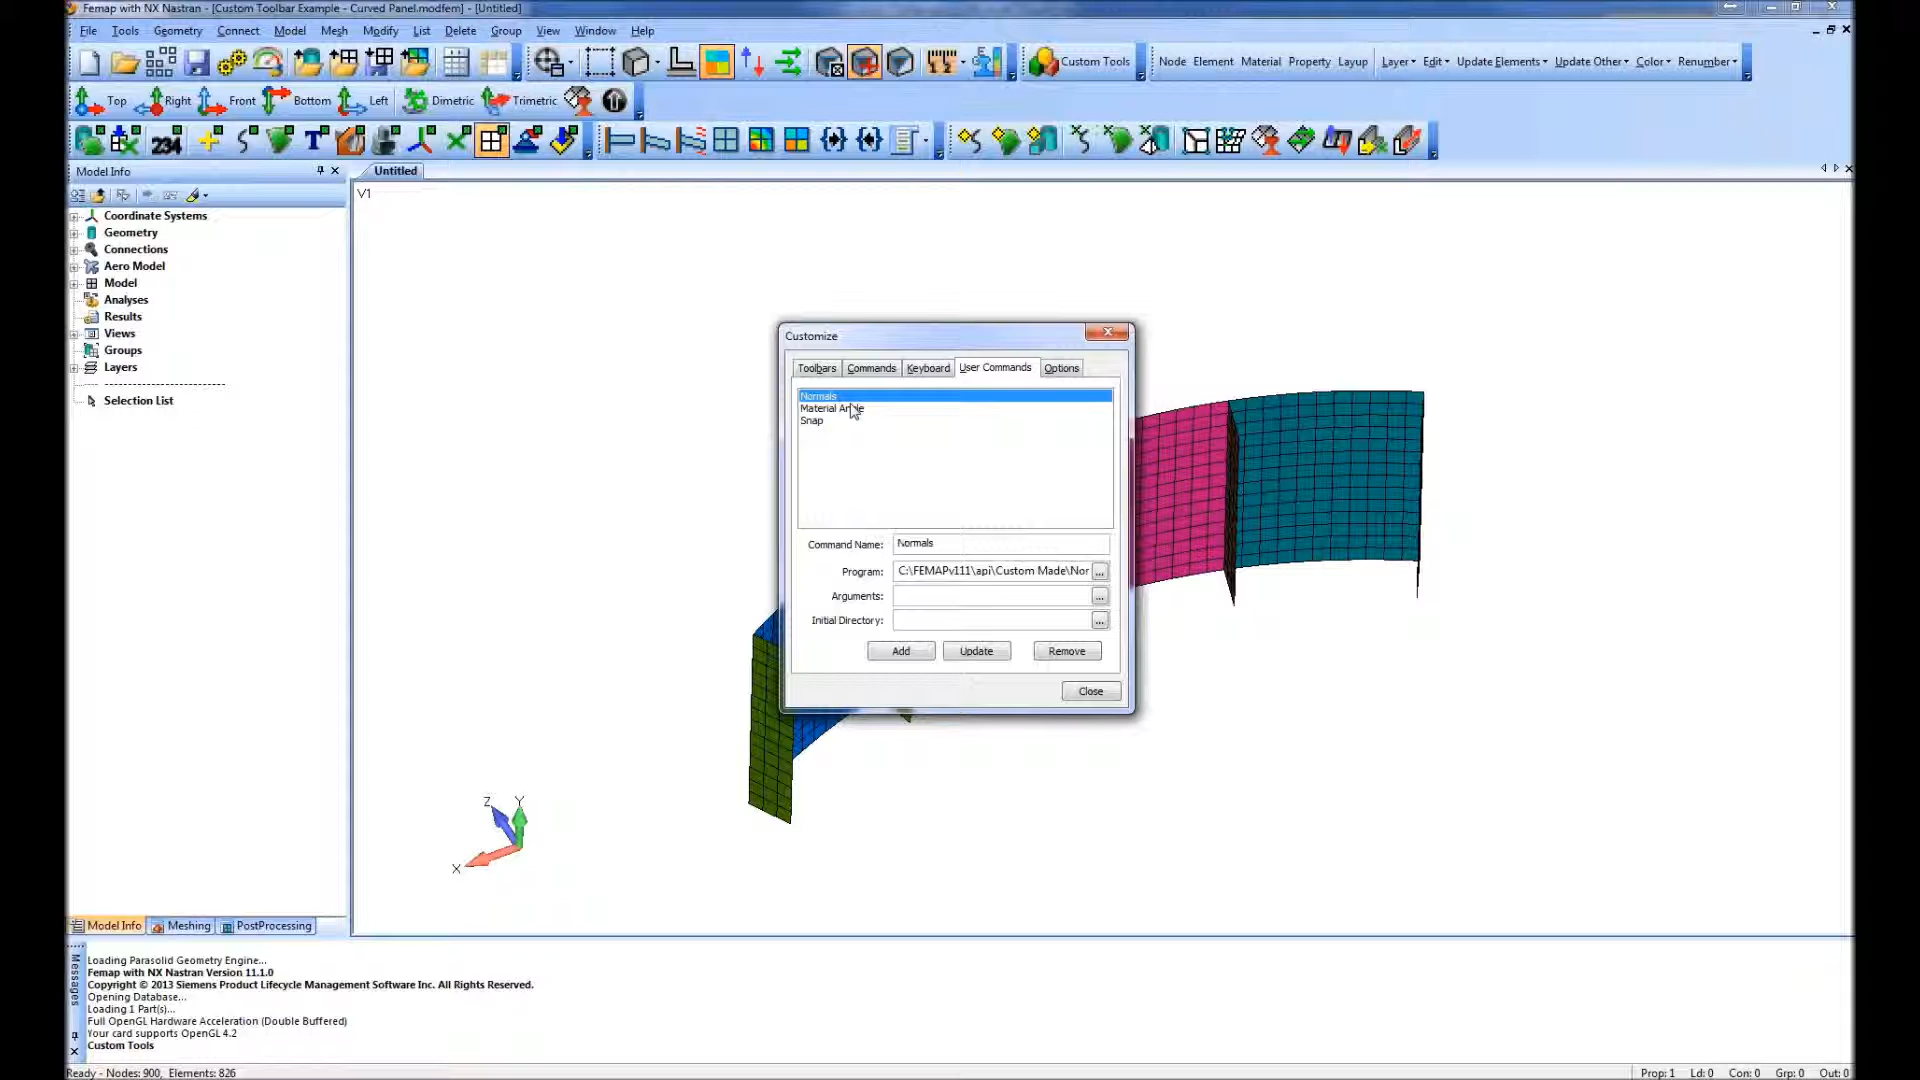 Femap with NX Nastran - [Custom Toolbar Example - Curved Panel.modfem] - [Untitled]
File Tools Geometry Connect Model Mesh Modify List Delete Group View Window Help
Custom Tools Node Element Material Property Layup Layer Edit Update Elements Update Other Color Renumber
Top Right Front Bottom Left Dimetric Trimetric
234 T
Model Info
Untitled
V1
Coordinate Systems
Geometry
Connections
Aero Model
Model
Analyses
Results
Views
Groups
Layers
Selection List
Customize
Toolbars Commands Keyboard User Commands Options
Normals
Material Angle
Snap
Command Name: Normals
Program: C:\FEMAPv111\api\Custom Made\Nor ...
Arguments: ...
Initial Directory: ...
Add Update Remove
Close
Z Y
X
Model Info Meshing PostProcessing
Messages
Loading Parasolid Geometry Engine...
Femap with NX Nastran Version 11.1.0
Copyright © 2013 Siemens Product Lifecycle Management Software Inc. All Rights Reserved.
Opening Database...
Loading 1 Part(s)...
Full OpenGL Hardware Acceleration (Double Buffered)
Your card supports OpenGL 4.2
Custom Tools
Ready - Nodes: 900, Elements: 826
Prop: 1 Ld: 0 Con: 0 Grp: 0 Out: 0